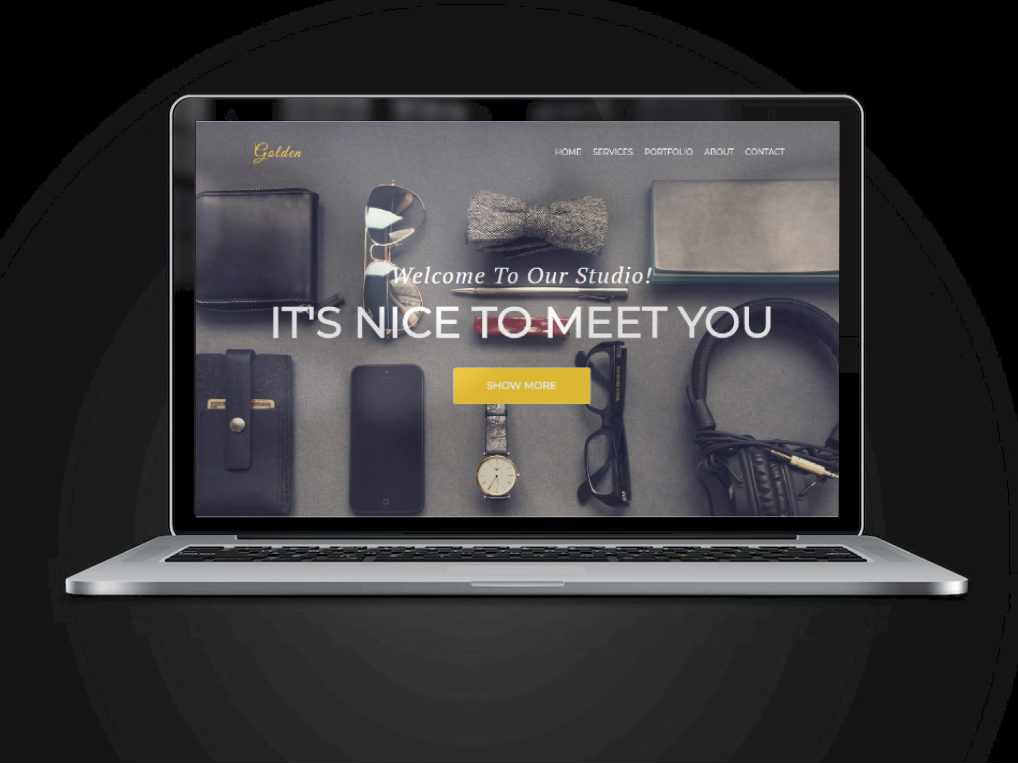 Golden
HOME SERVICES PORTFOLIO ABOUT CONTACT
Welcome To Our Studio!
IT'S NICE TO MEET YOU
SHOW MORE